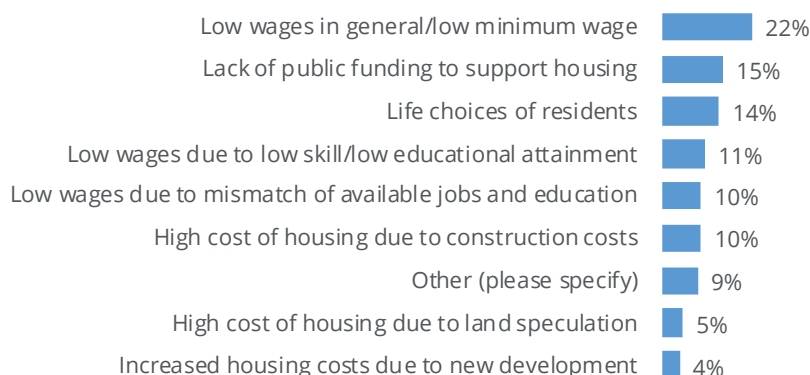 Low wages in general/low minimum wage 22%
Lack of public funding to support housing 15%
Life choices of residents 14%
Low wages due to low skill/low educational attainment 11%
Low wages due to mismatch of available jobs and education 10%
High cost of housing due to construction costs 10%
Other (please specify) 9%
High cost of housing due to land speculation 5%
Increased housing costs due to new development 4%